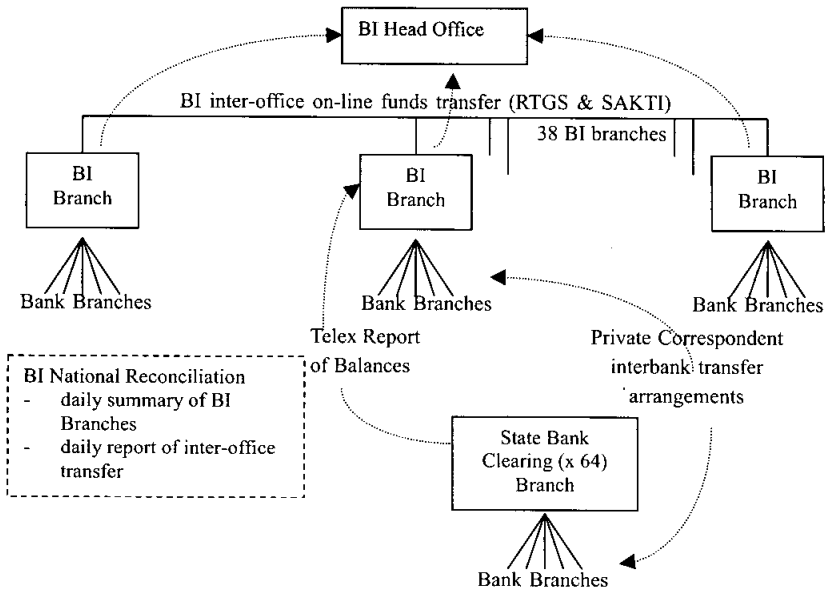 BI Head Office
BI inter-office on-line funds transfer (RTGS & SAKTI)
38 BI branches
BI
Branch
BI
Branch
BI
Branch
Bank Branches
Bank Branches
Bank Branches
Telex Report
of Balances
Private Correspondent
interbank transfer
arrangements
BI National Reconciliation
- daily summary of BI
Branches
- daily report of inter-office
transfer
State Bank
Clearing (x 64)
Branch
Bank Branches